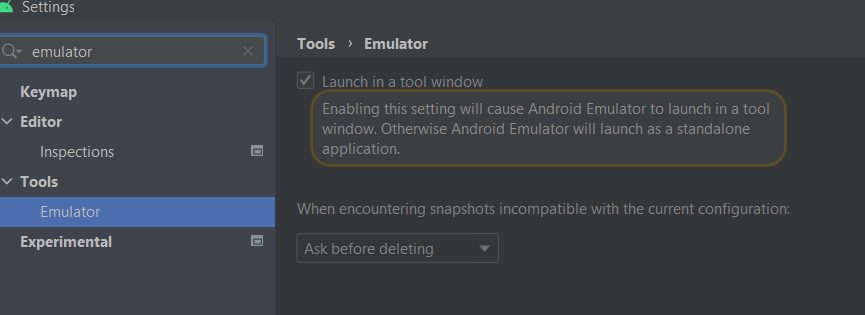 Settings
emulator
Keymap
Editor
Inspections
Tools
Emulator
Experimental
Tools › Emulator
Launch in a tool window
Enabling this setting will cause Android Emulator to launch in a tool
window. Otherwise Android Emulator will launch as a standalone
application.
When encountering snapshots incompatible with the current configuration:
Ask before deleting